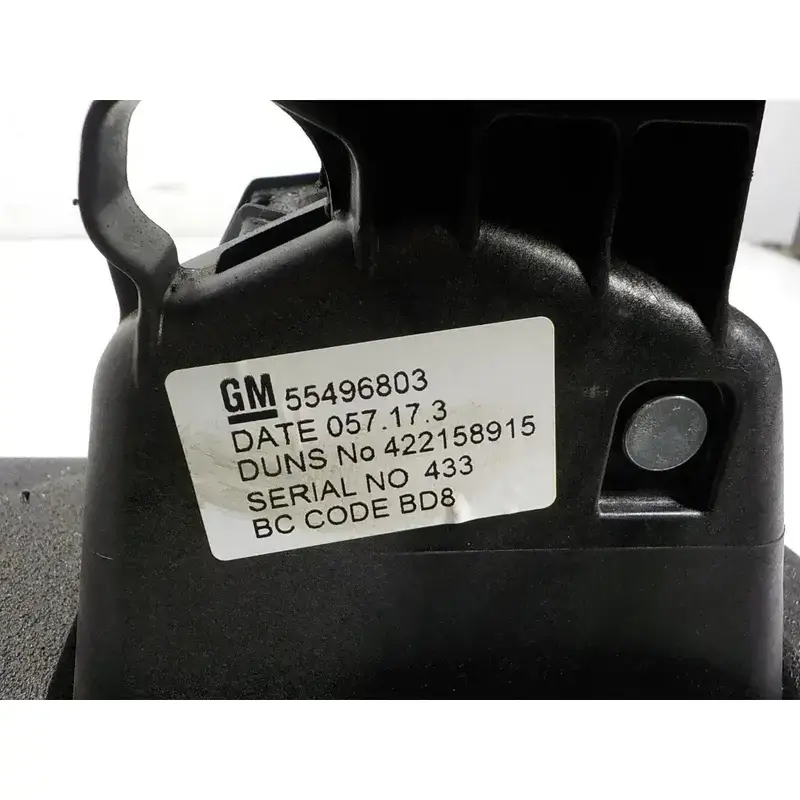 GM 55496803
DATE 057.17.3
DUNS No 422158915
SERIAL NO 433
BC CODE BD8